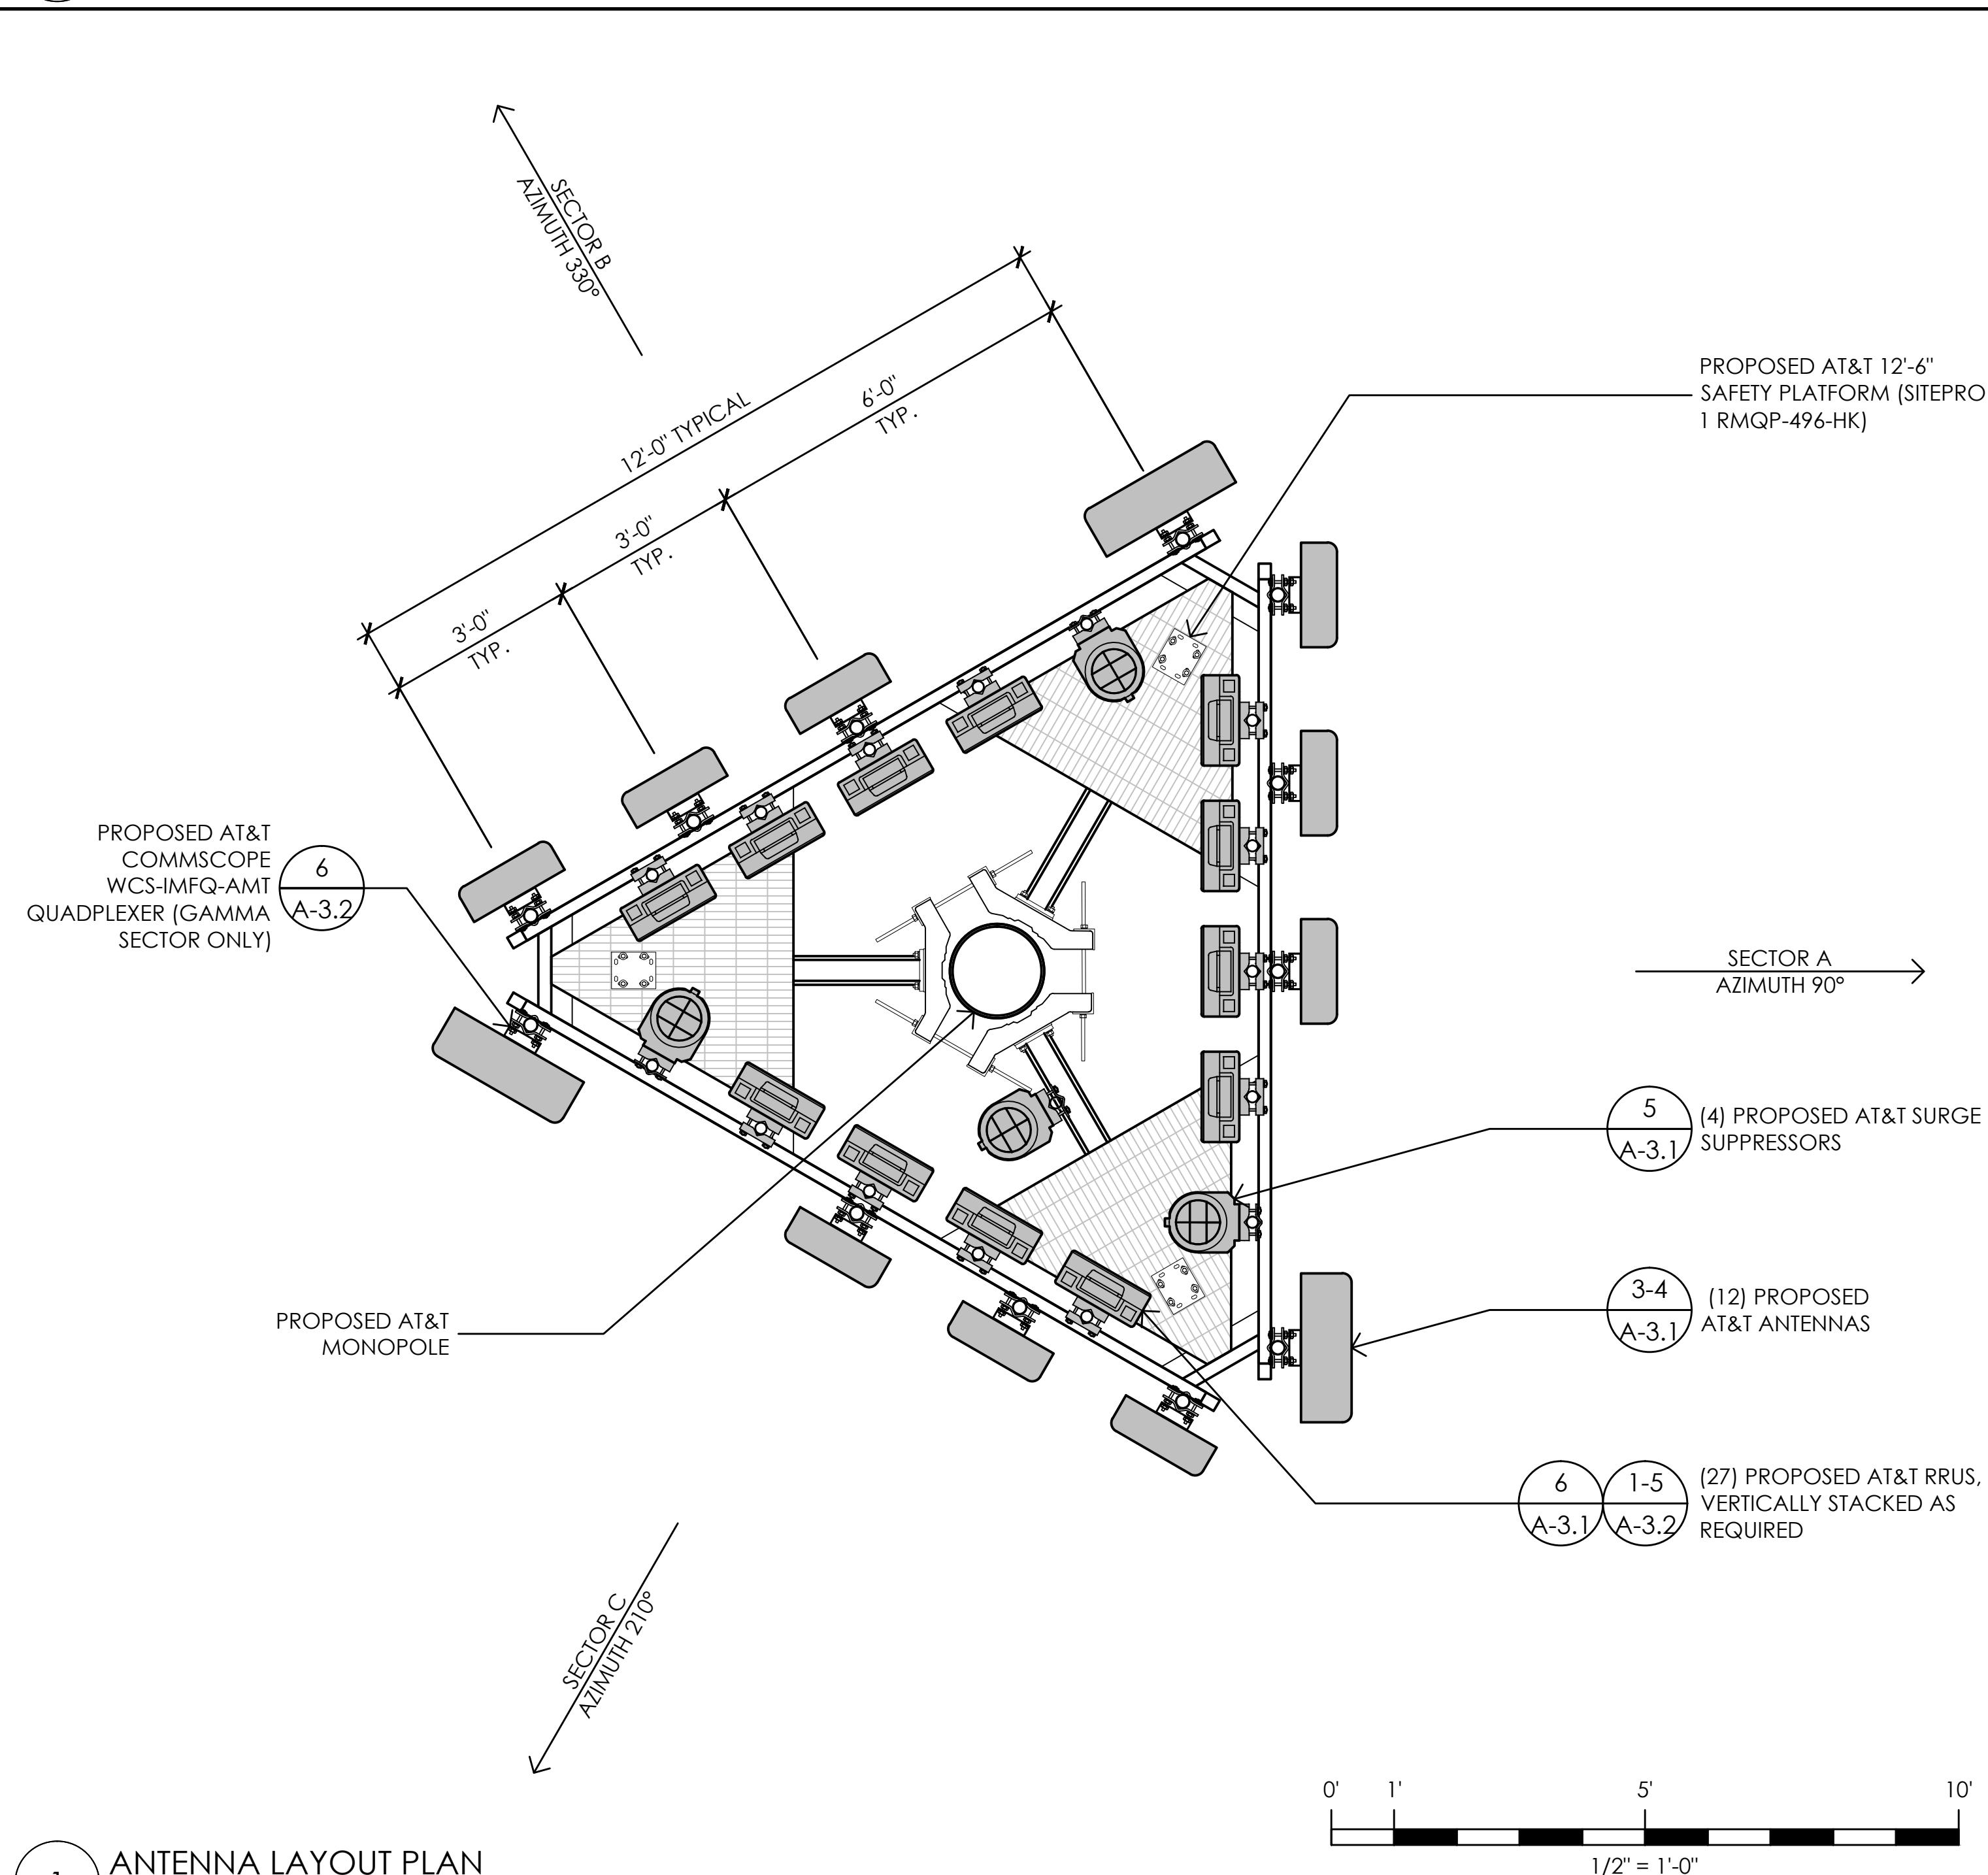 SECTOR B
AZIMUTH 330°
12'-0" TYPICAL
6'-0"
TYP.
3'-0"
TYP.
3'-0"
TYP.
PROPOSED AT&T 12'-6"
SAFETY PLATFORM (SITEPRO
1 RMQP-496-HK)
PROPOSED AT&T
COMMSCOPE
WCS-IMFQ-AMT
QUADPLEXER (GAMMA
SECTOR ONLY)
6
A-3.2
SECTOR A
AZIMUTH 90°
5
A-3.1
(4) PROPOSED AT&T SURGE
SUPPRESSORS
3-4
A-3.1
(12) PROPOSED
AT&T ANTENNAS
PROPOSED AT&T
MONOPOLE
6
A-3.1
1-5
A-3.2
(27) PROPOSED AT&T RRUS,
VERTICALLY STACKED AS
REQUIRED
SECTOR C
AZIMUTH 210°
0' 1' 5' 10'
1/2" = 1'-0"
ANTENNA LAYOUT PLAN